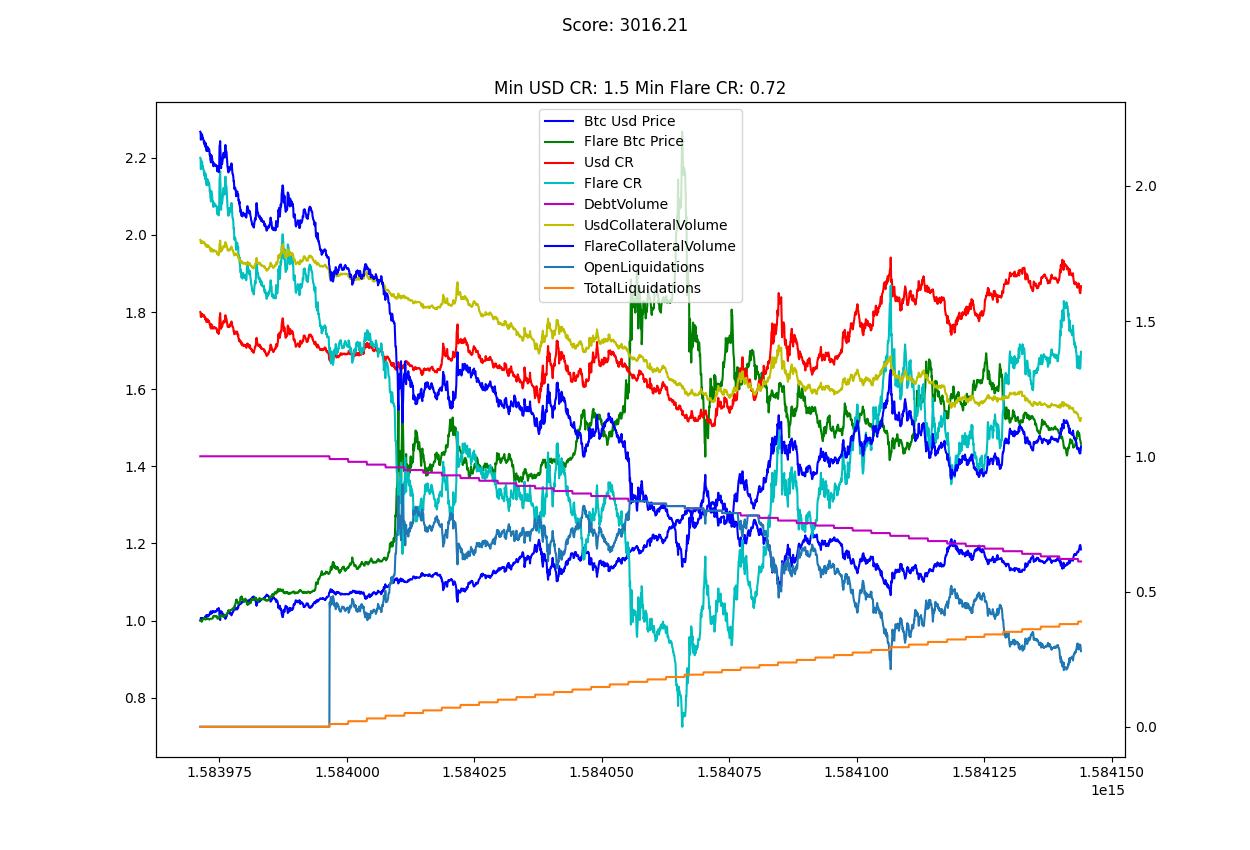 Score: 3016.21
Min USD CR: 1.5 Min Flare CR: 0.72
Btc Usd Price
Flare Btc Price
Usd CR
Flare CR
DebtVolume
UsdCollateralVolume
FlareCollateralVolume
OpenLiquidations
TotalLiquidations
2.2
2.0
1.8
1.6
1.4
1.2
1.0
0.8
2.0
1.5
1.0
0.5
0.0
1.583975
1.584000
1.584025
1.584050
1.584075
1.584100
1.584125
1.584150
1e15